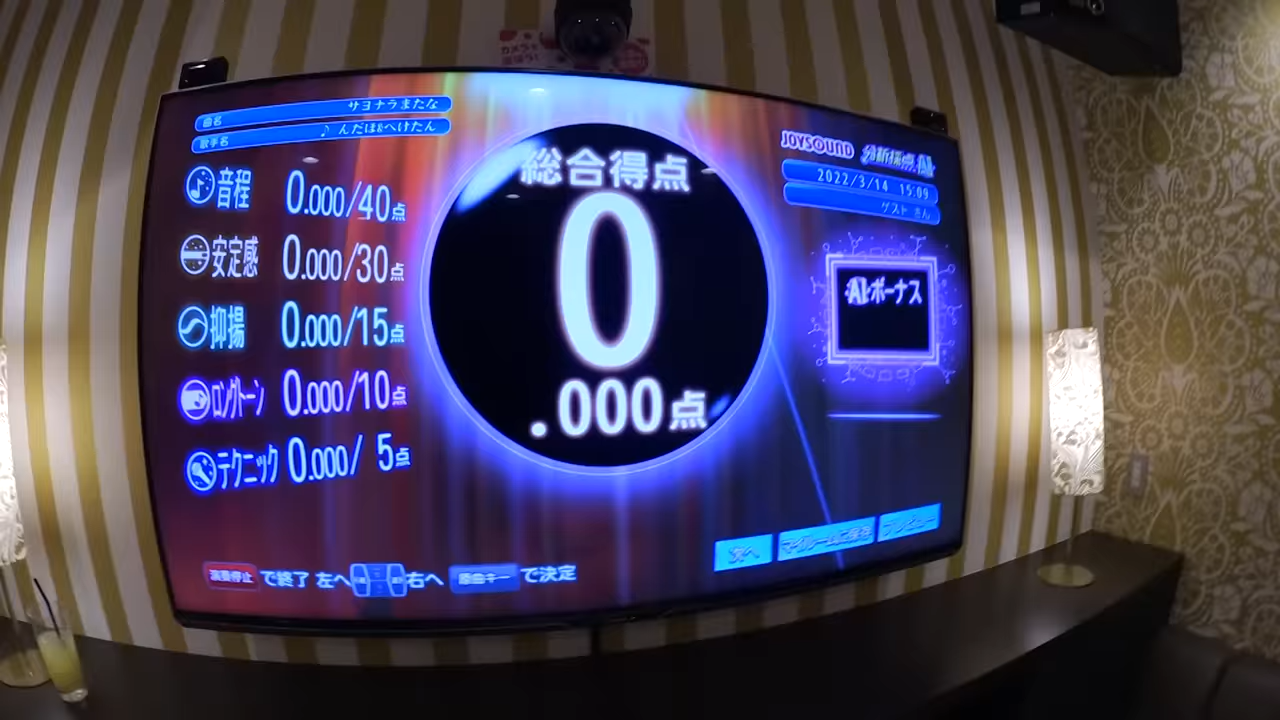 曲名 サヨナラまたな
歌手名 ♪ んだほ&へけたん
JOYSOUND 分析採点AI
2022/3/14 15:09
ゲスト さん
総合得点
0
.000点
音程 0.000/40点
安定感 0.000/30点
抑揚 0.000/15点
ロングトーン 0.000/10点
テクニック 0.000/ 5点
AIボーナス
次へ マイルームに保存 プレビュー
演奏停止 で終了 左へ 右へ 原曲キー で決定